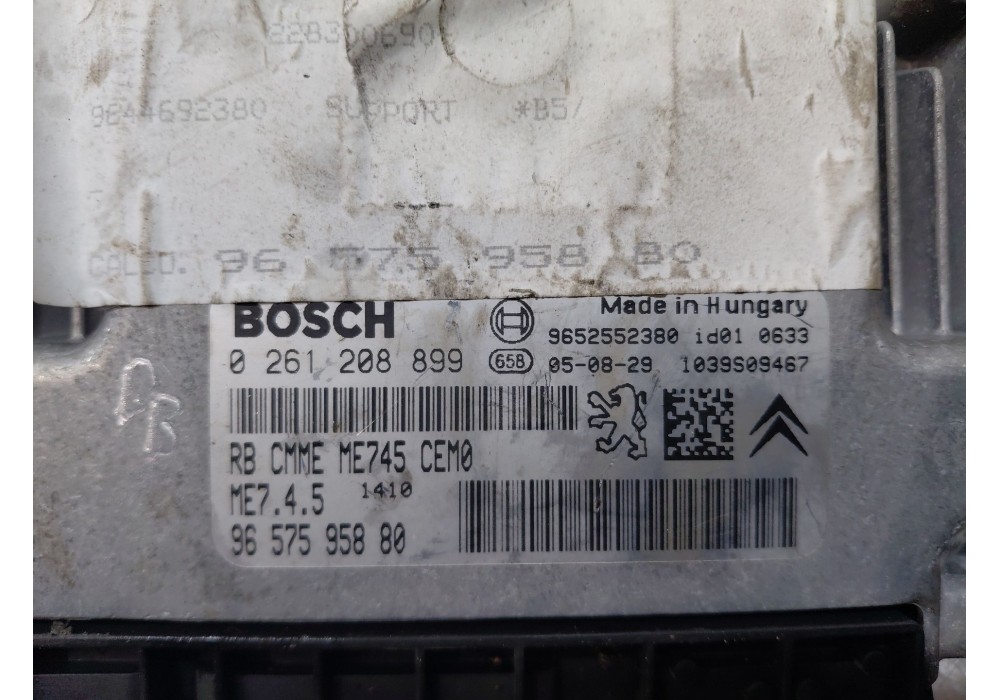 228300690
9644692380 SUPPORT *B5/
CALCD. 96 575 958 80
BOSCH Made in Hungary
9652552380 id01 0633
0 261 208 899 658 05-08-29 1039S09467
RB CMME ME745 CEM0
ME7.4.5 1410
96 575 958 80